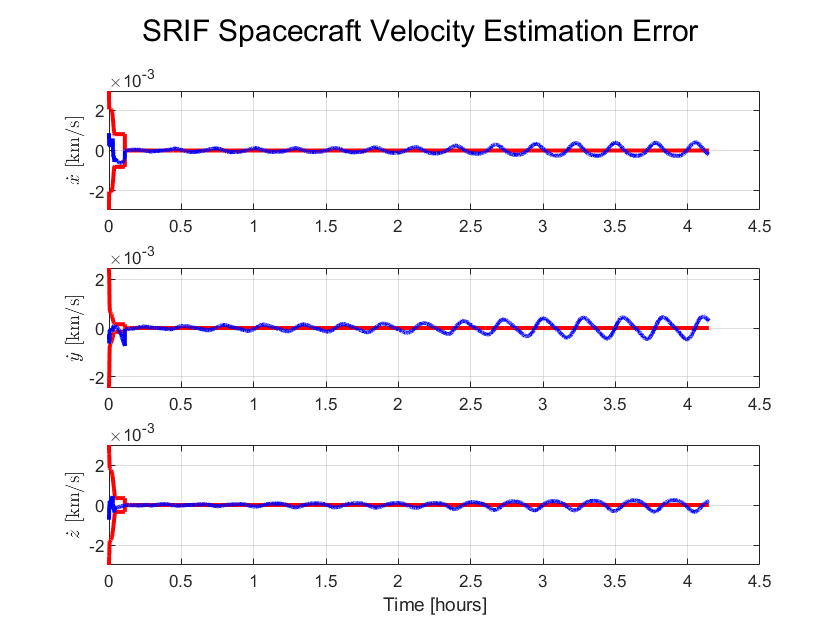 SRIF Spacecraft Velocity Estimation Error
×10⁻³
2
0
-2
ẋ [km/s]
0 0.5 1 1.5 2 2.5 3 3.5 4 4.5
×10⁻³
2
0
-2
ẏ [km/s]
0 0.5 1 1.5 2 2.5 3 3.5 4 4.5
×10⁻³
2
0
-2
ż [km/s]
0 0.5 1 1.5 2 2.5 3 3.5 4 4.5
Time [hours]